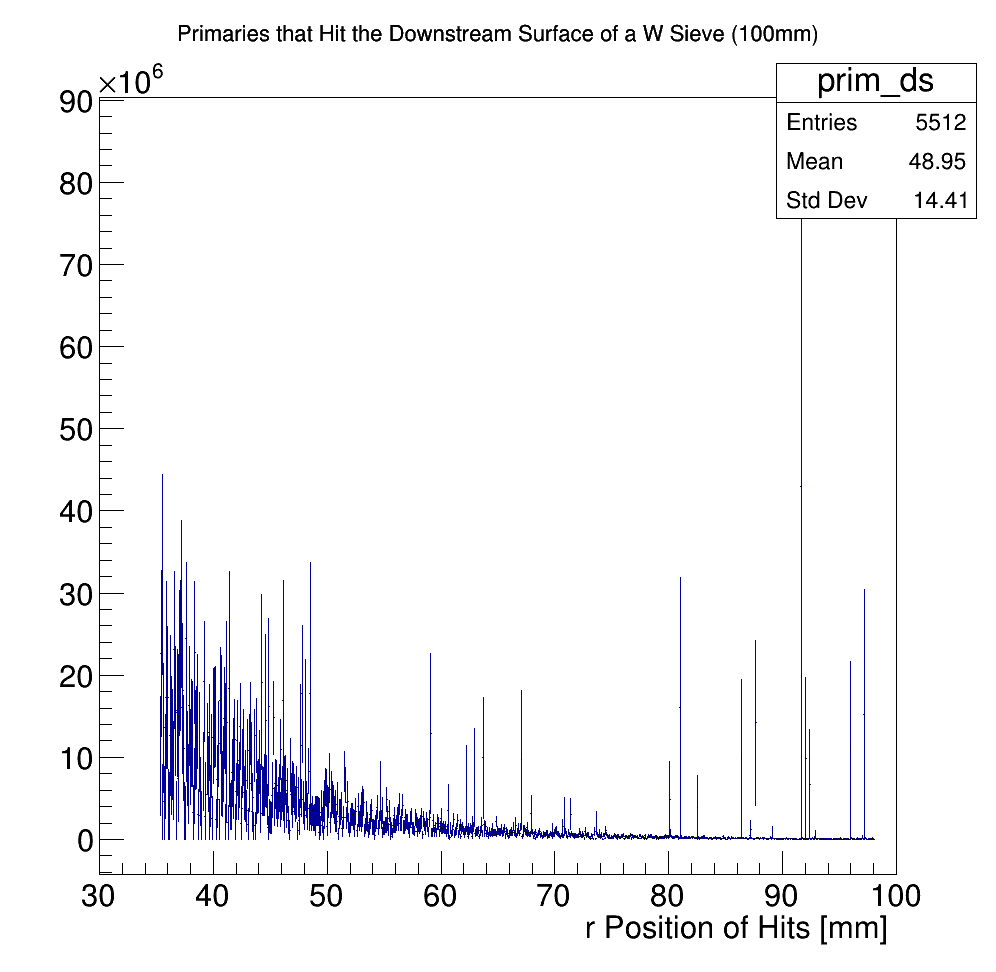 Primaries that Hit the Downstream Surface of a W Sieve (100mm)
×10⁶
prim_ds
Entries 5512
Mean 48.95
Std Dev 14.41
90
80
70
60
50
40
30
20
10
0
30 40 50 60 70 80 90 100
r Position of Hits [mm]